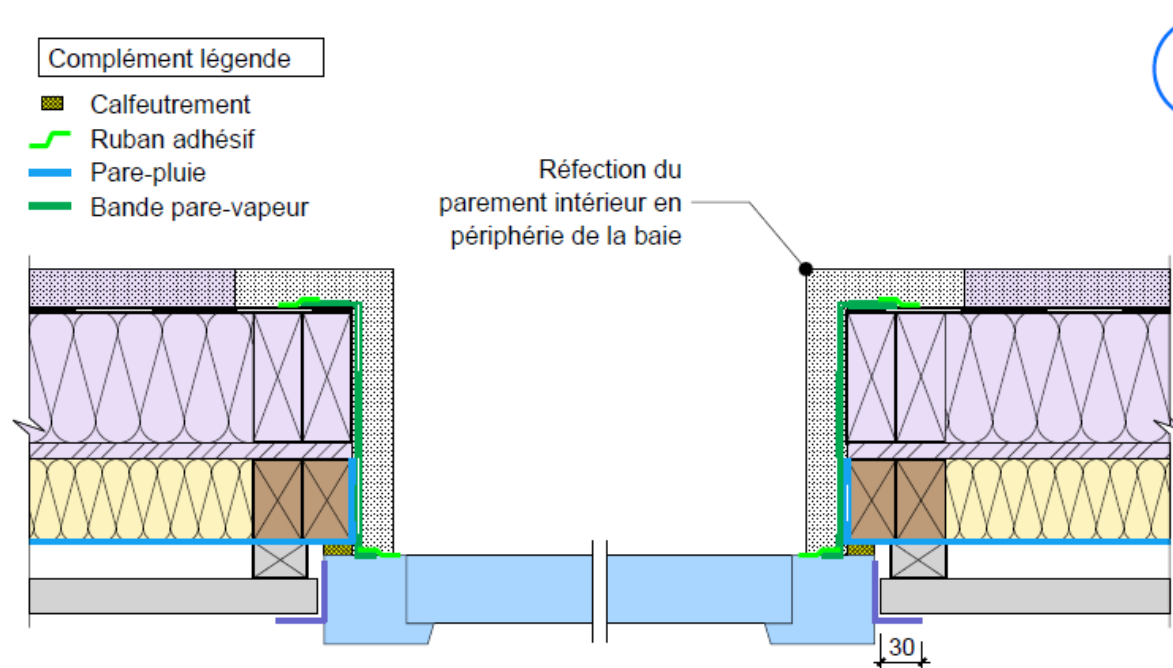 Complément légende
Calfeutrement
Ruban adhésif
Pare-pluie
Bande pare-vapeur
Réfection du
parement intérieur en
périphérie de la baie
30